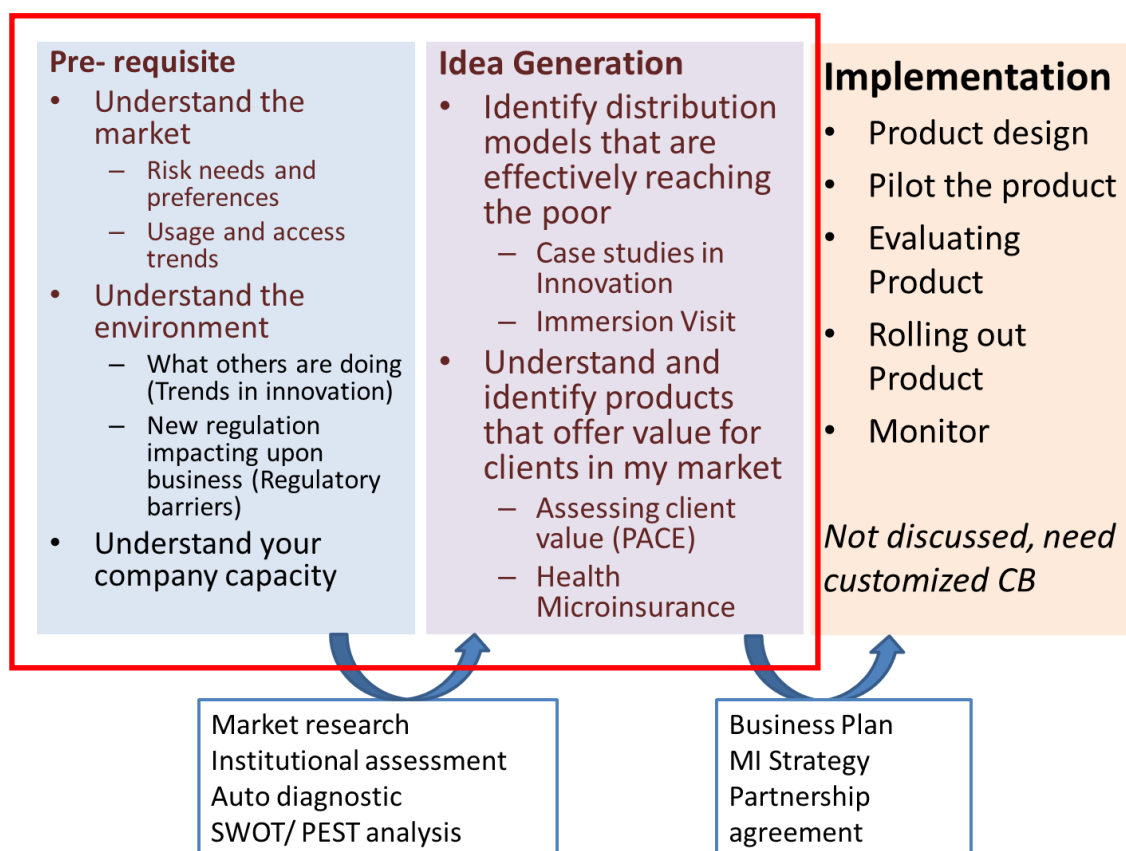 Pre- requisite
• Understand the
market
– Risk needs and
preferences
– Usage and access
trends
• Understand the
environment
– What others are doing
(Trends in innovation)
– New regulation
impacting upon
business (Regulatory
barriers)
• Understand your
company capacity
Idea Generation
• Identify distribution
models that are
effectively reaching
the poor
– Case studies in
Innovation
– Immersion Visit
• Understand and
identify products
that offer value for
clients in my market
– Assessing client
value (PACE)
– Health
Microinsurance
Implementation
• Product design
• Pilot the product
• Evaluating
Product
• Rolling out
Product
• Monitor
Not discussed, need
customized CB
Market research
Institutional assessment
Auto diagnostic
SWOT/ PEST analysis
Business Plan
MI Strategy
Partnership
agreement